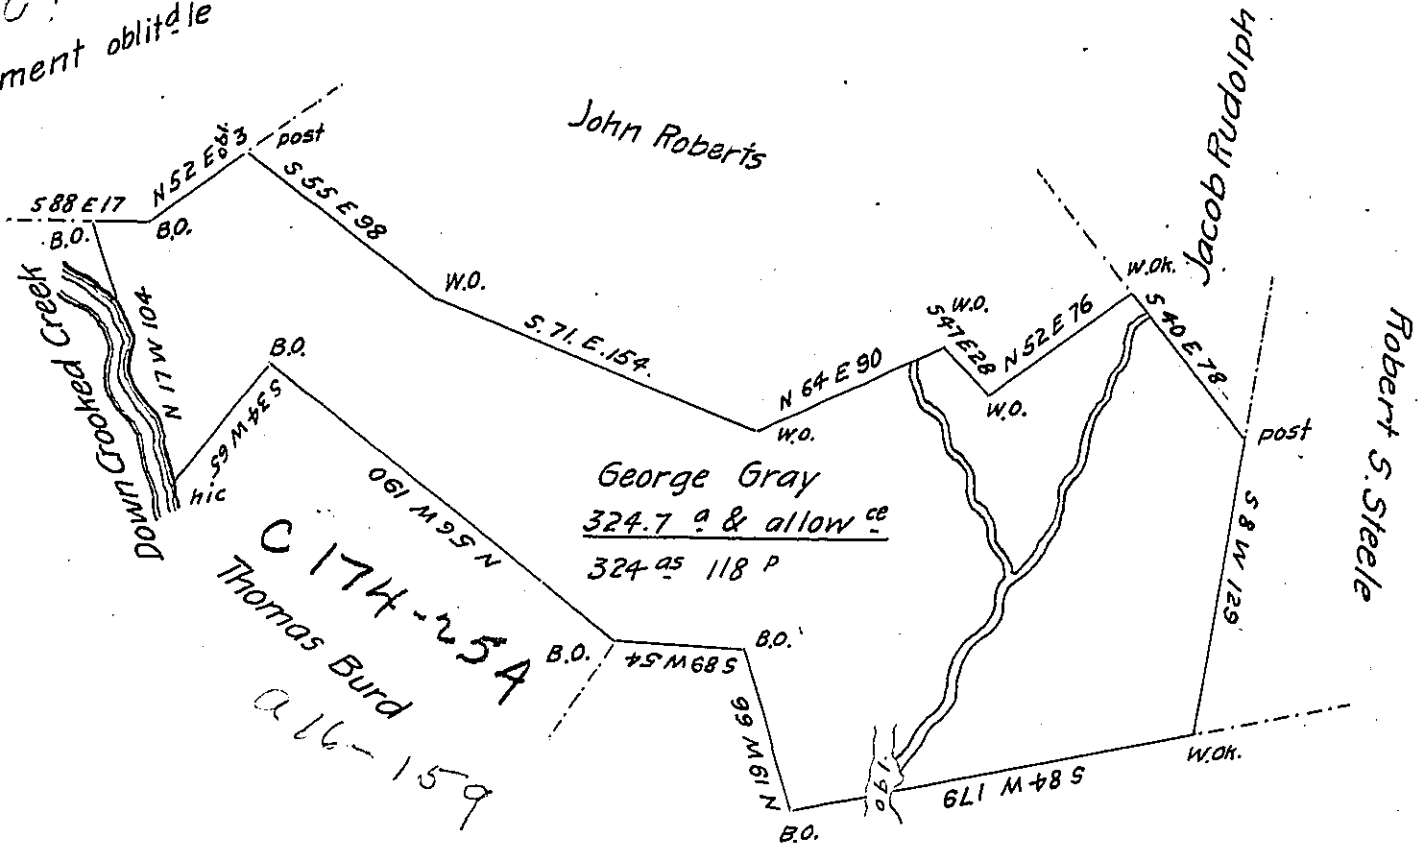 ment oblitd le
John Roberts
Jacob Rudolph
Robert S. Steele
S 88 E 17
N 52 E 63
post
S 55 E 98
B.O.
B.O.
W.O.
S. 71. E. 154.
W.O.
N 64 E 90
W.O.
S 47 E 28
W.O.
N 52 E 76
W.Ok.
S 40 E 78
post
S 8 W 129
W.Ok.
S 84 W 179
190
B.O.
N 19 W 66
B.O.
S 89 W 54
B.O.
N 56 W 190
B.O.
S 34 W 65
hic
N 17 W 104
Down Crooked Creek
George Gray
324.7 a & allow ce
324 as 118 P
C 174-254
Thomas Burd
a 16-159